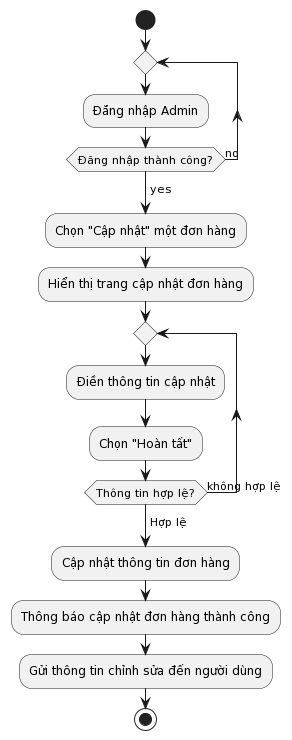 Đăng nhập Admin
Đăng nhập thành công?
no
yes
Chọn "Cập nhật" một đơn hàng
Hiển thị trang cập nhật đơn hàng
Điền thông tin cập nhật
Chọn "Hoàn tất"
Thông tin hợp lệ?
không hợp lệ
Hợp lệ
Cập nhật thông tin đơn hàng
Thông báo cập nhật đơn hàng thành công
Gửi thông tin chỉnh sửa đến người dùng